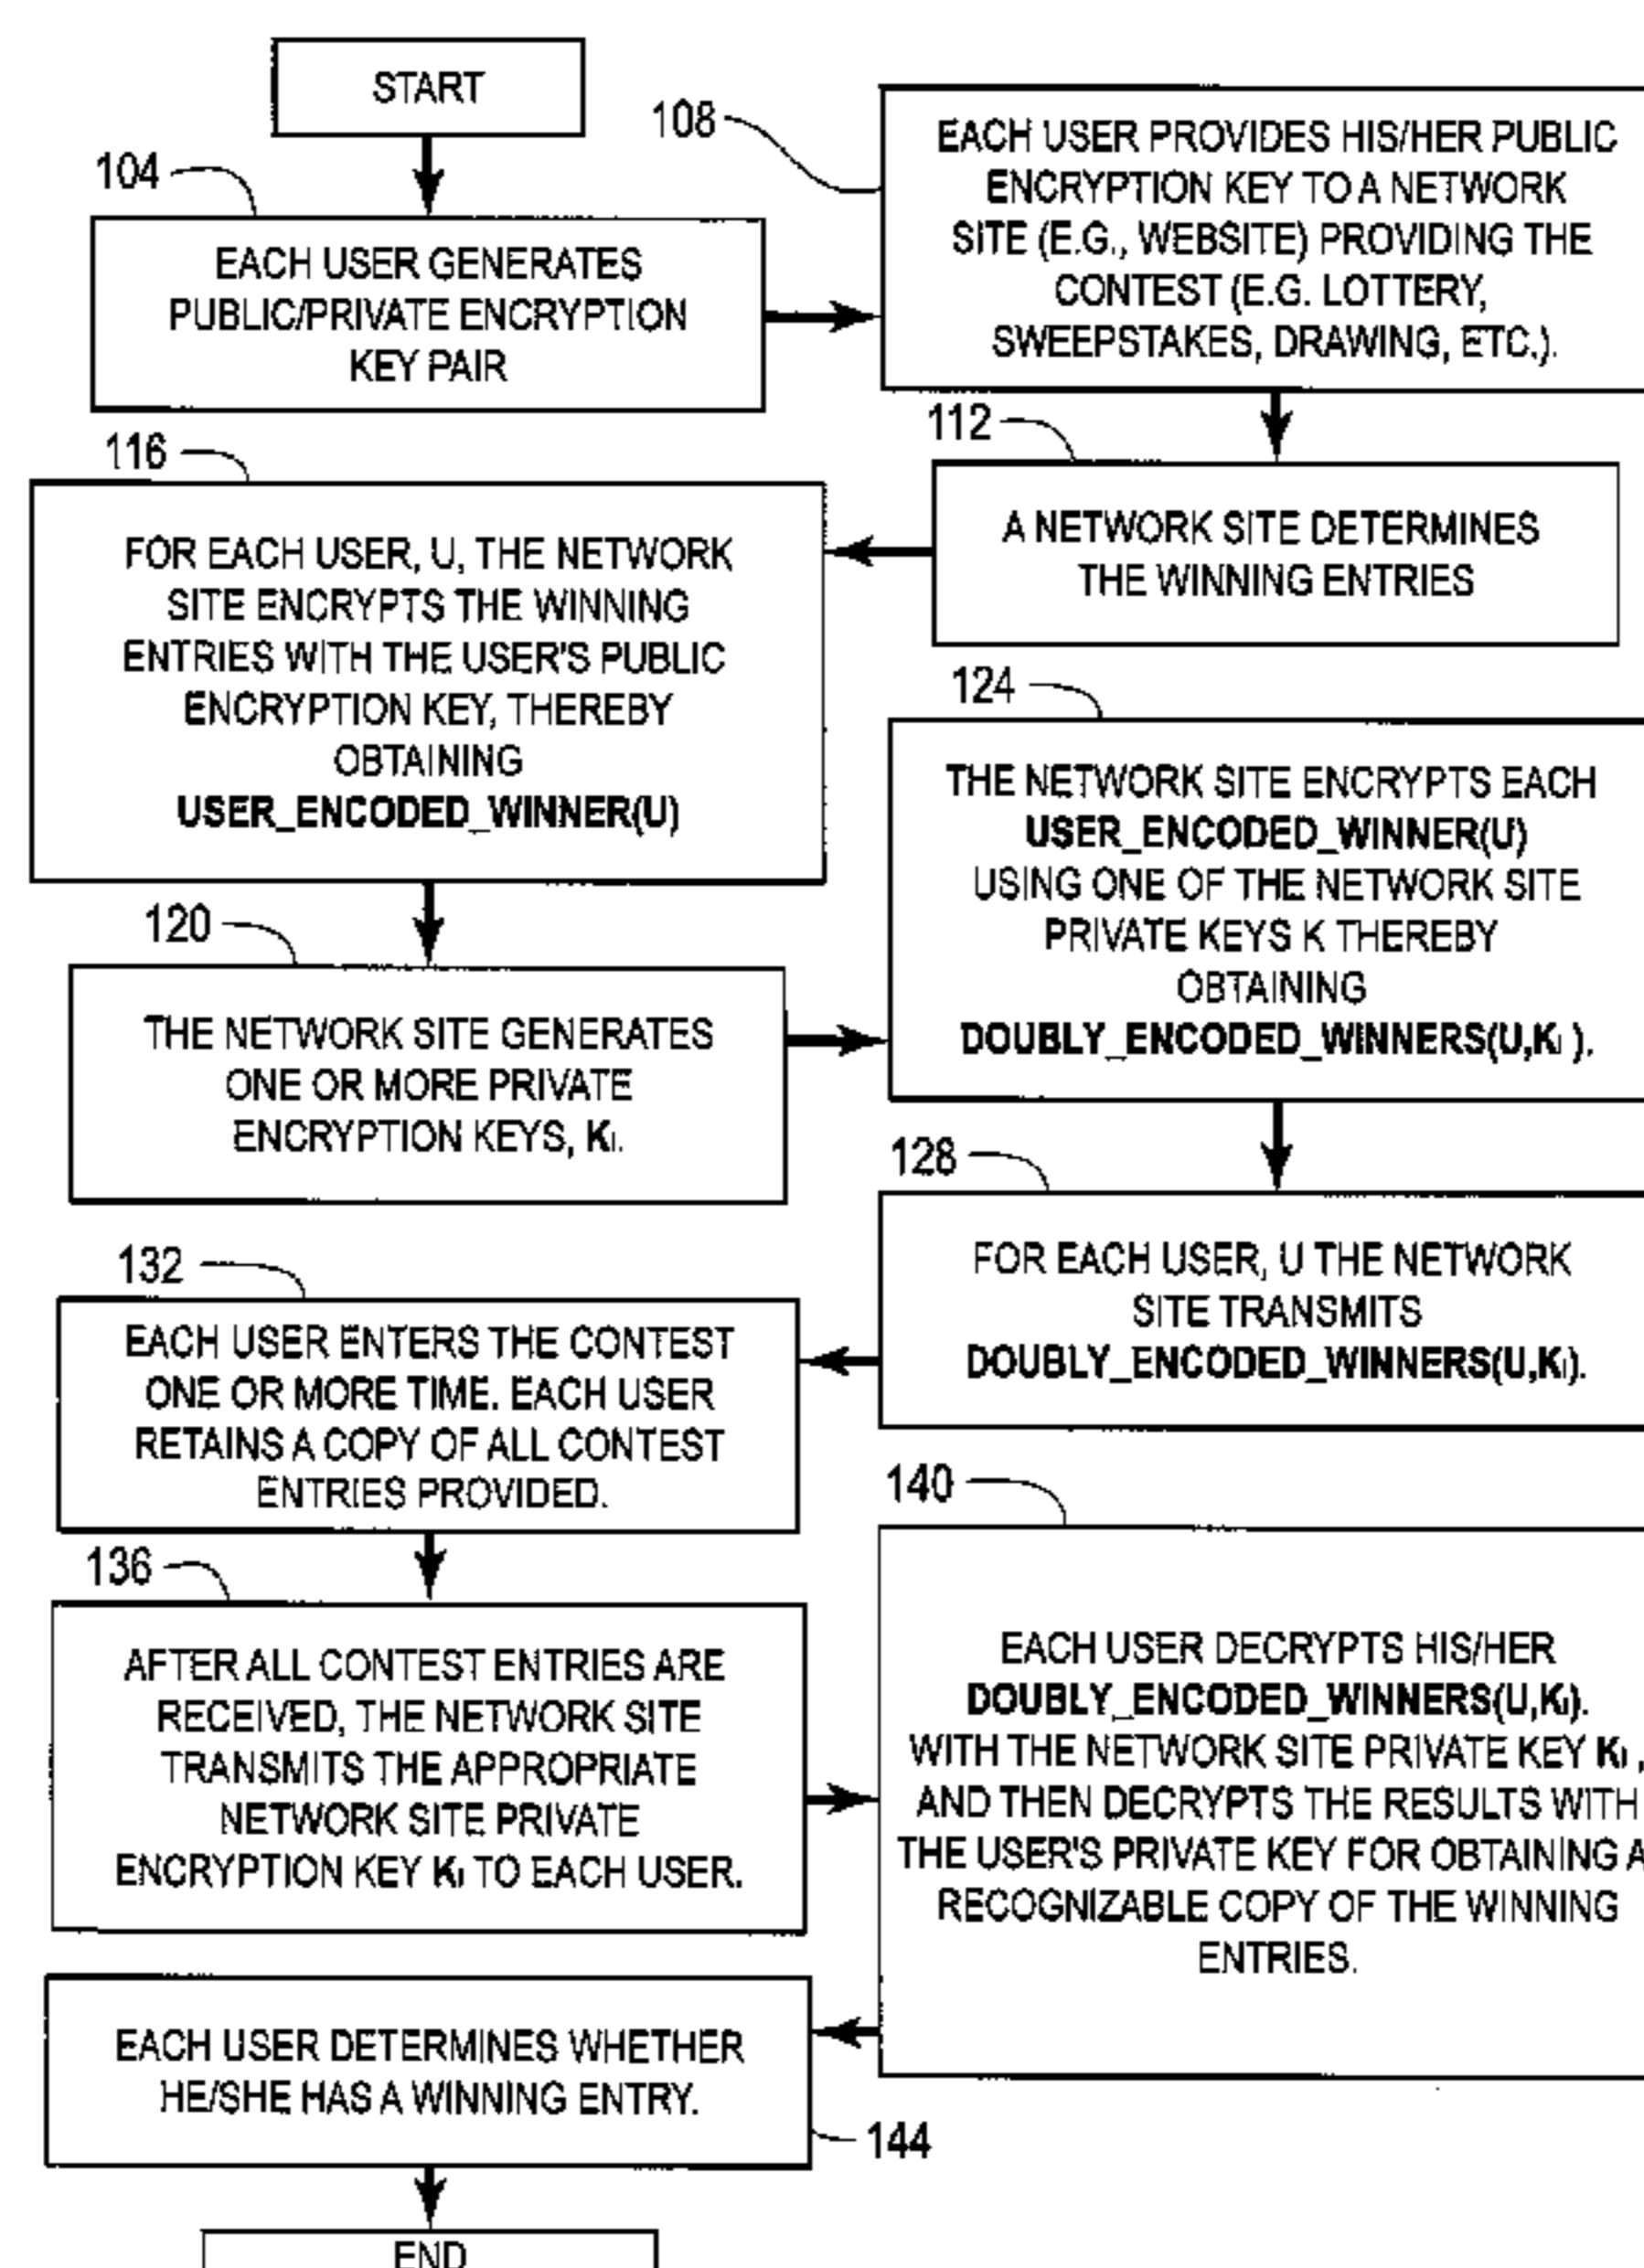 START
104
EACH USER GENERATES
PUBLIC/PRIVATE ENCRYPTION
KEY PAIR
108
EACH USER PROVIDES HIS/HER PUBLIC
ENCRYPTION KEY TO A NETWORK
SITE (E.G., WEBSITE) PROVIDING THE
CONTEST (E.G. LOTTERY,
SWEEPSTAKES, DRAWING, ETC.).
112
A NETWORK SITE DETERMINES
THE WINNING ENTRIES
116
FOR EACH USER, U, THE NETWORK
SITE ENCRYPTS THE WINNING
ENTRIES WITH THE USER'S PUBLIC
ENCRYPTION KEY, THEREBY
OBTAINING
USER_ENCODED_WINNER(U)
120
THE NETWORK SITE GENERATES
ONE OR MORE PRIVATE
ENCRYPTION KEYS, KI.
124
THE NETWORK SITE ENCRYPTS EACH
USER_ENCODED_WINNER(U)
USING ONE OF THE NETWORK SITE
PRIVATE KEYS K THEREBY
OBTAINING
DOUBLY_ENCODED_WINNERS(U,KI ).
128
FOR EACH USER, U THE NETWORK
SITE TRANSMITS
DOUBLY_ENCODED_WINNERS(U,KI).
132
EACH USER ENTERS THE CONTEST
ONE OR MORE TIME. EACH USER
RETAINS A COPY OF ALL CONTEST
ENTRIES PROVIDED.
136
AFTER ALL CONTEST ENTRIES ARE
RECEIVED, THE NETWORK SITE
TRANSMITS THE APPROPRIATE
NETWORK SITE PRIVATE
ENCRYPTION KEY KI TO EACH USER.
140
EACH USER DECRYPTS HIS/HER
DOUBLY_ENCODED_WINNERS(U,KI).
WITH THE NETWORK SITE PRIVATE KEY KI ,
AND THEN DECRYPTS THE RESULTS WITH
THE USER'S PRIVATE KEY FOR OBTAINING A
RECOGNIZABLE COPY OF THE WINNING
ENTRIES.
EACH USER DETERMINES WHETHER
HE/SHE HAS A WINNING ENTRY.
144
END